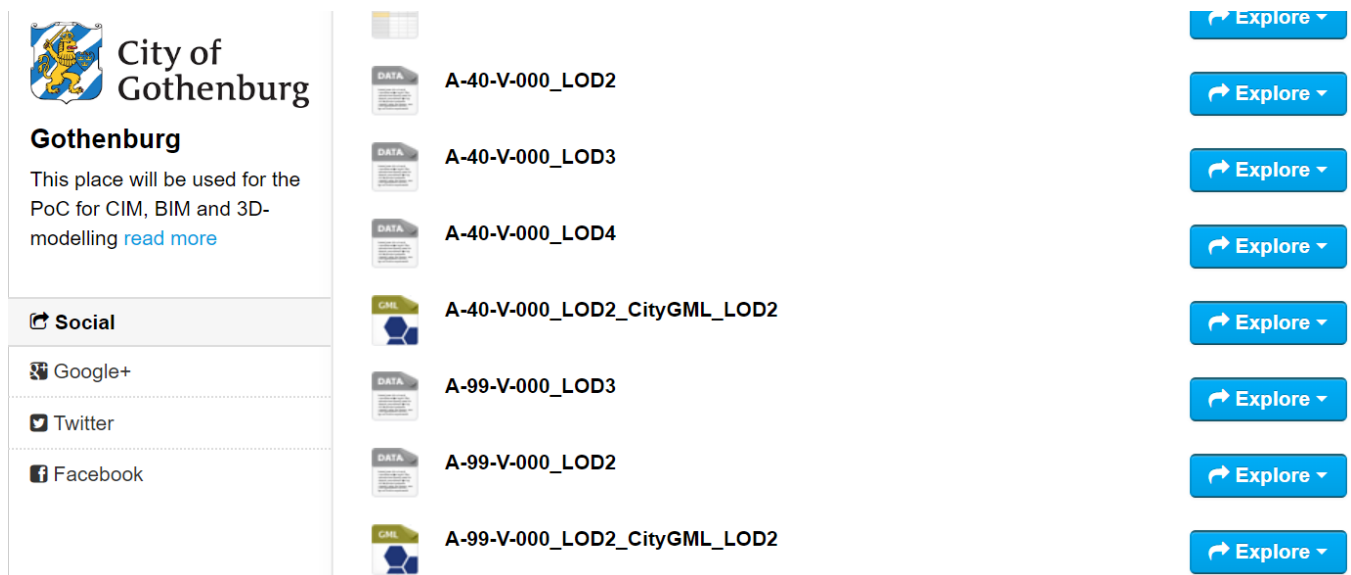 City of
Gothenburg
Gothenburg
This place will be used for the
PoC for CIM, BIM and 3D-
modelling read more
Social
Google+
Twitter
Facebook
Explore
DATA A-40-V-000_LOD2 Explore
DATA A-40-V-000_LOD3 Explore
DATA A-40-V-000_LOD4 Explore
GML A-40-V-000_LOD2_CityGML_LOD2 Explore
DATA A-99-V-000_LOD3 Explore
DATA A-99-V-000_LOD2 Explore
GML A-99-V-000_LOD2_CityGML_LOD2 Explore